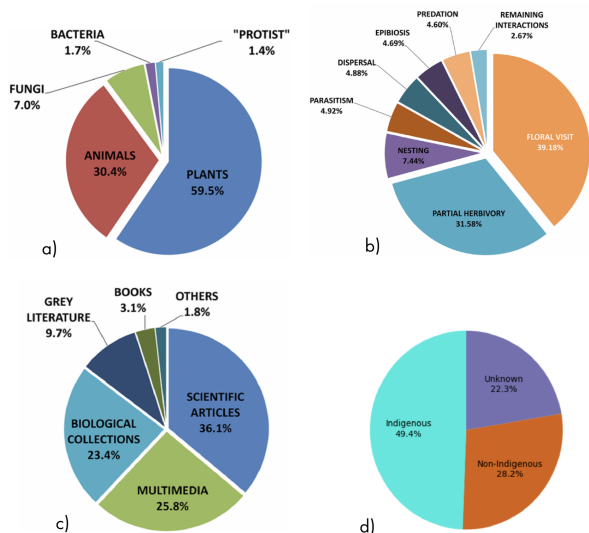 BACTERIA
1.7%
"PROTIST"
1.4%
FUNGI
7.0%
ANIMALS
30.4%
PLANTS
59.5%
a)
PREDATION
4.60%
REMAINING
INTERACTIONS
2.67%
EPIBIOSIS
4.69%
DISPERSAL
4.88%
PARASITISM
4.92%
NESTING
7.44%
FLORAL VISIT
39.18%
PARTIAL HERBIVORY
31.58%
b)
GREY
LITERATURE
9.7%
BOOKS
3.1%
OTHERS
1.8%
SCIENTIFIC
ARTICLES
36.1%
BIOLOGICAL
COLLECTIONS
23.4%
MULTIMEDIA
25.8%
c)
Unknown
22.3%
Indigenous
49.4%
Non-Indigenous
28.2%
d)